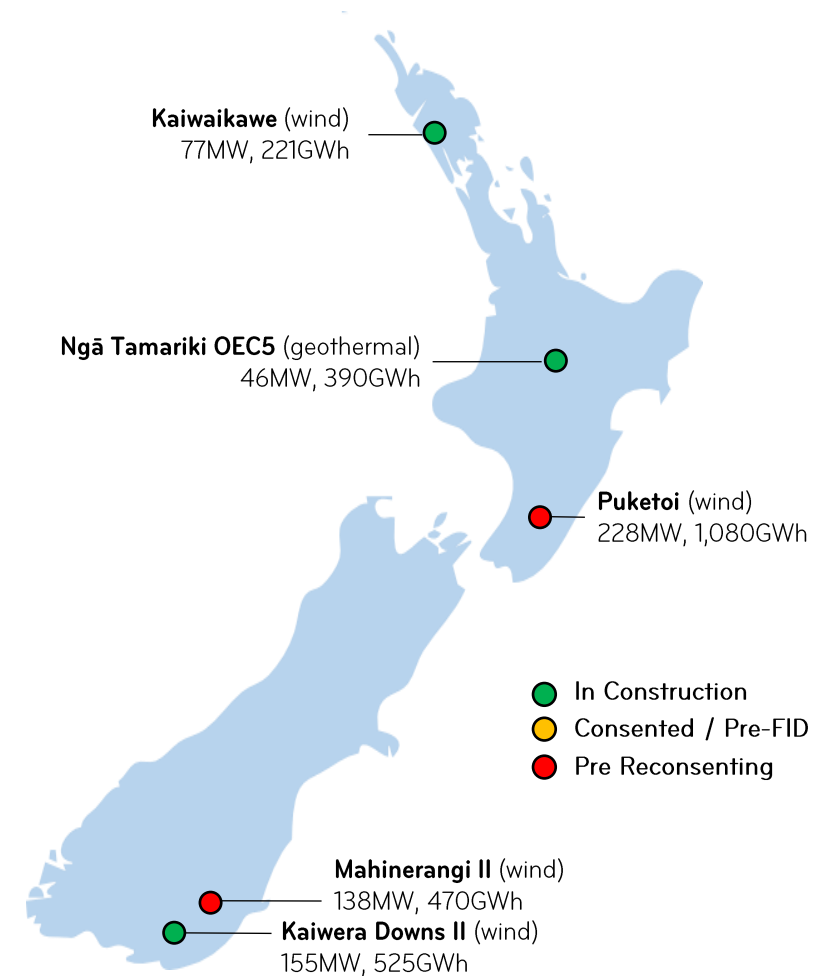 Kaiwaikawe (wind)
77MW, 221GWh
Ngā Tamariki OEC5 (geothermal)
46MW, 390GWh
Puketoi (wind)
228MW, 1,080GWh
In Construction
Consented / Pre-FID
Pre Reconsenting
Mahinerangi II (wind)
138MW, 470GWh
Kaiwera Downs II (wind)
155MW, 525GWh